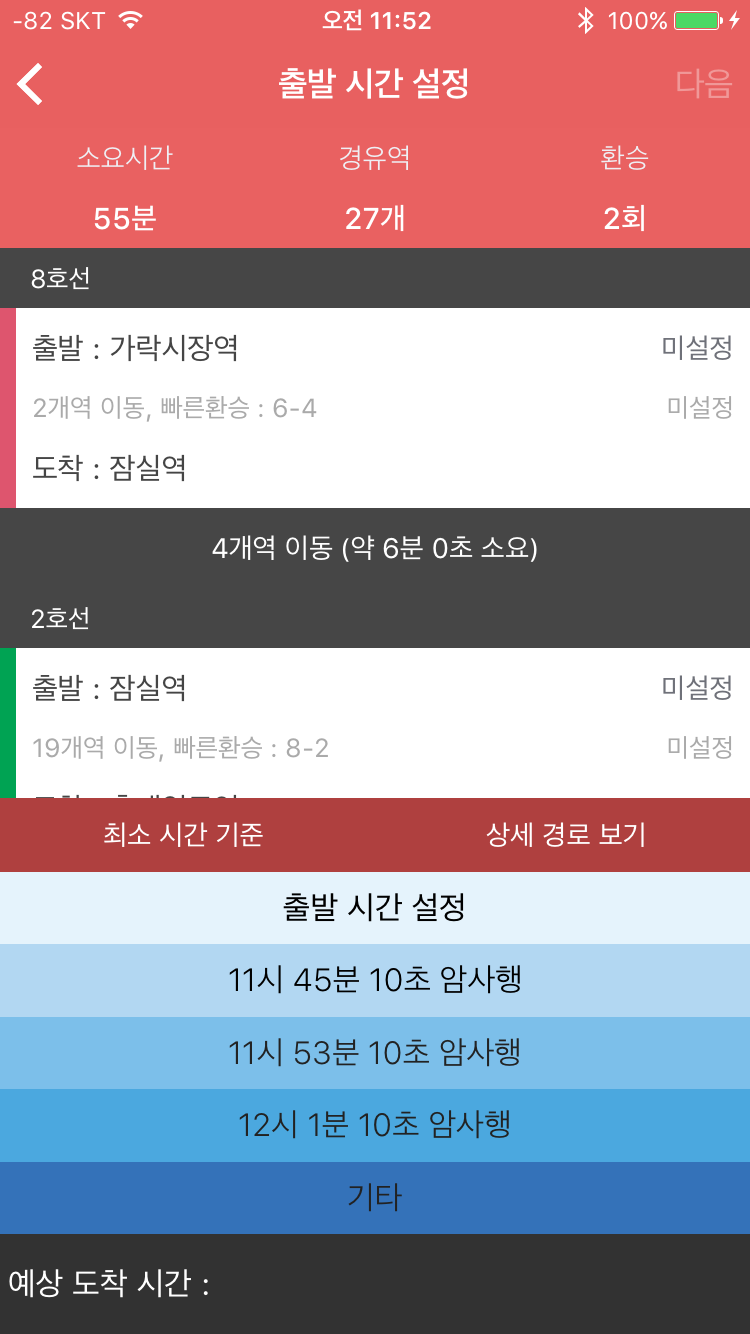 -82 SKT 오전 11:52 100%
출발 시간 설정 다음
소요시간 경유역 환승
55분 27개 2회
8호선
출발 : 가락시장역 미설정
2개역 이동, 빠른환승 : 6-4 미설정
도착 : 잠실역
4개역 이동 (약 6분 0초 소요)
2호선
출발 : 잠실역 미설정
19개역 이동, 빠른환승 : 8-2 미설정
최소 시간 기준 상세 경로 보기
출발 시간 설정
11시 45분 10초 암사행
11시 53분 10초 암사행
12시 1분 10초 암사행
기타
예상 도착 시간 :